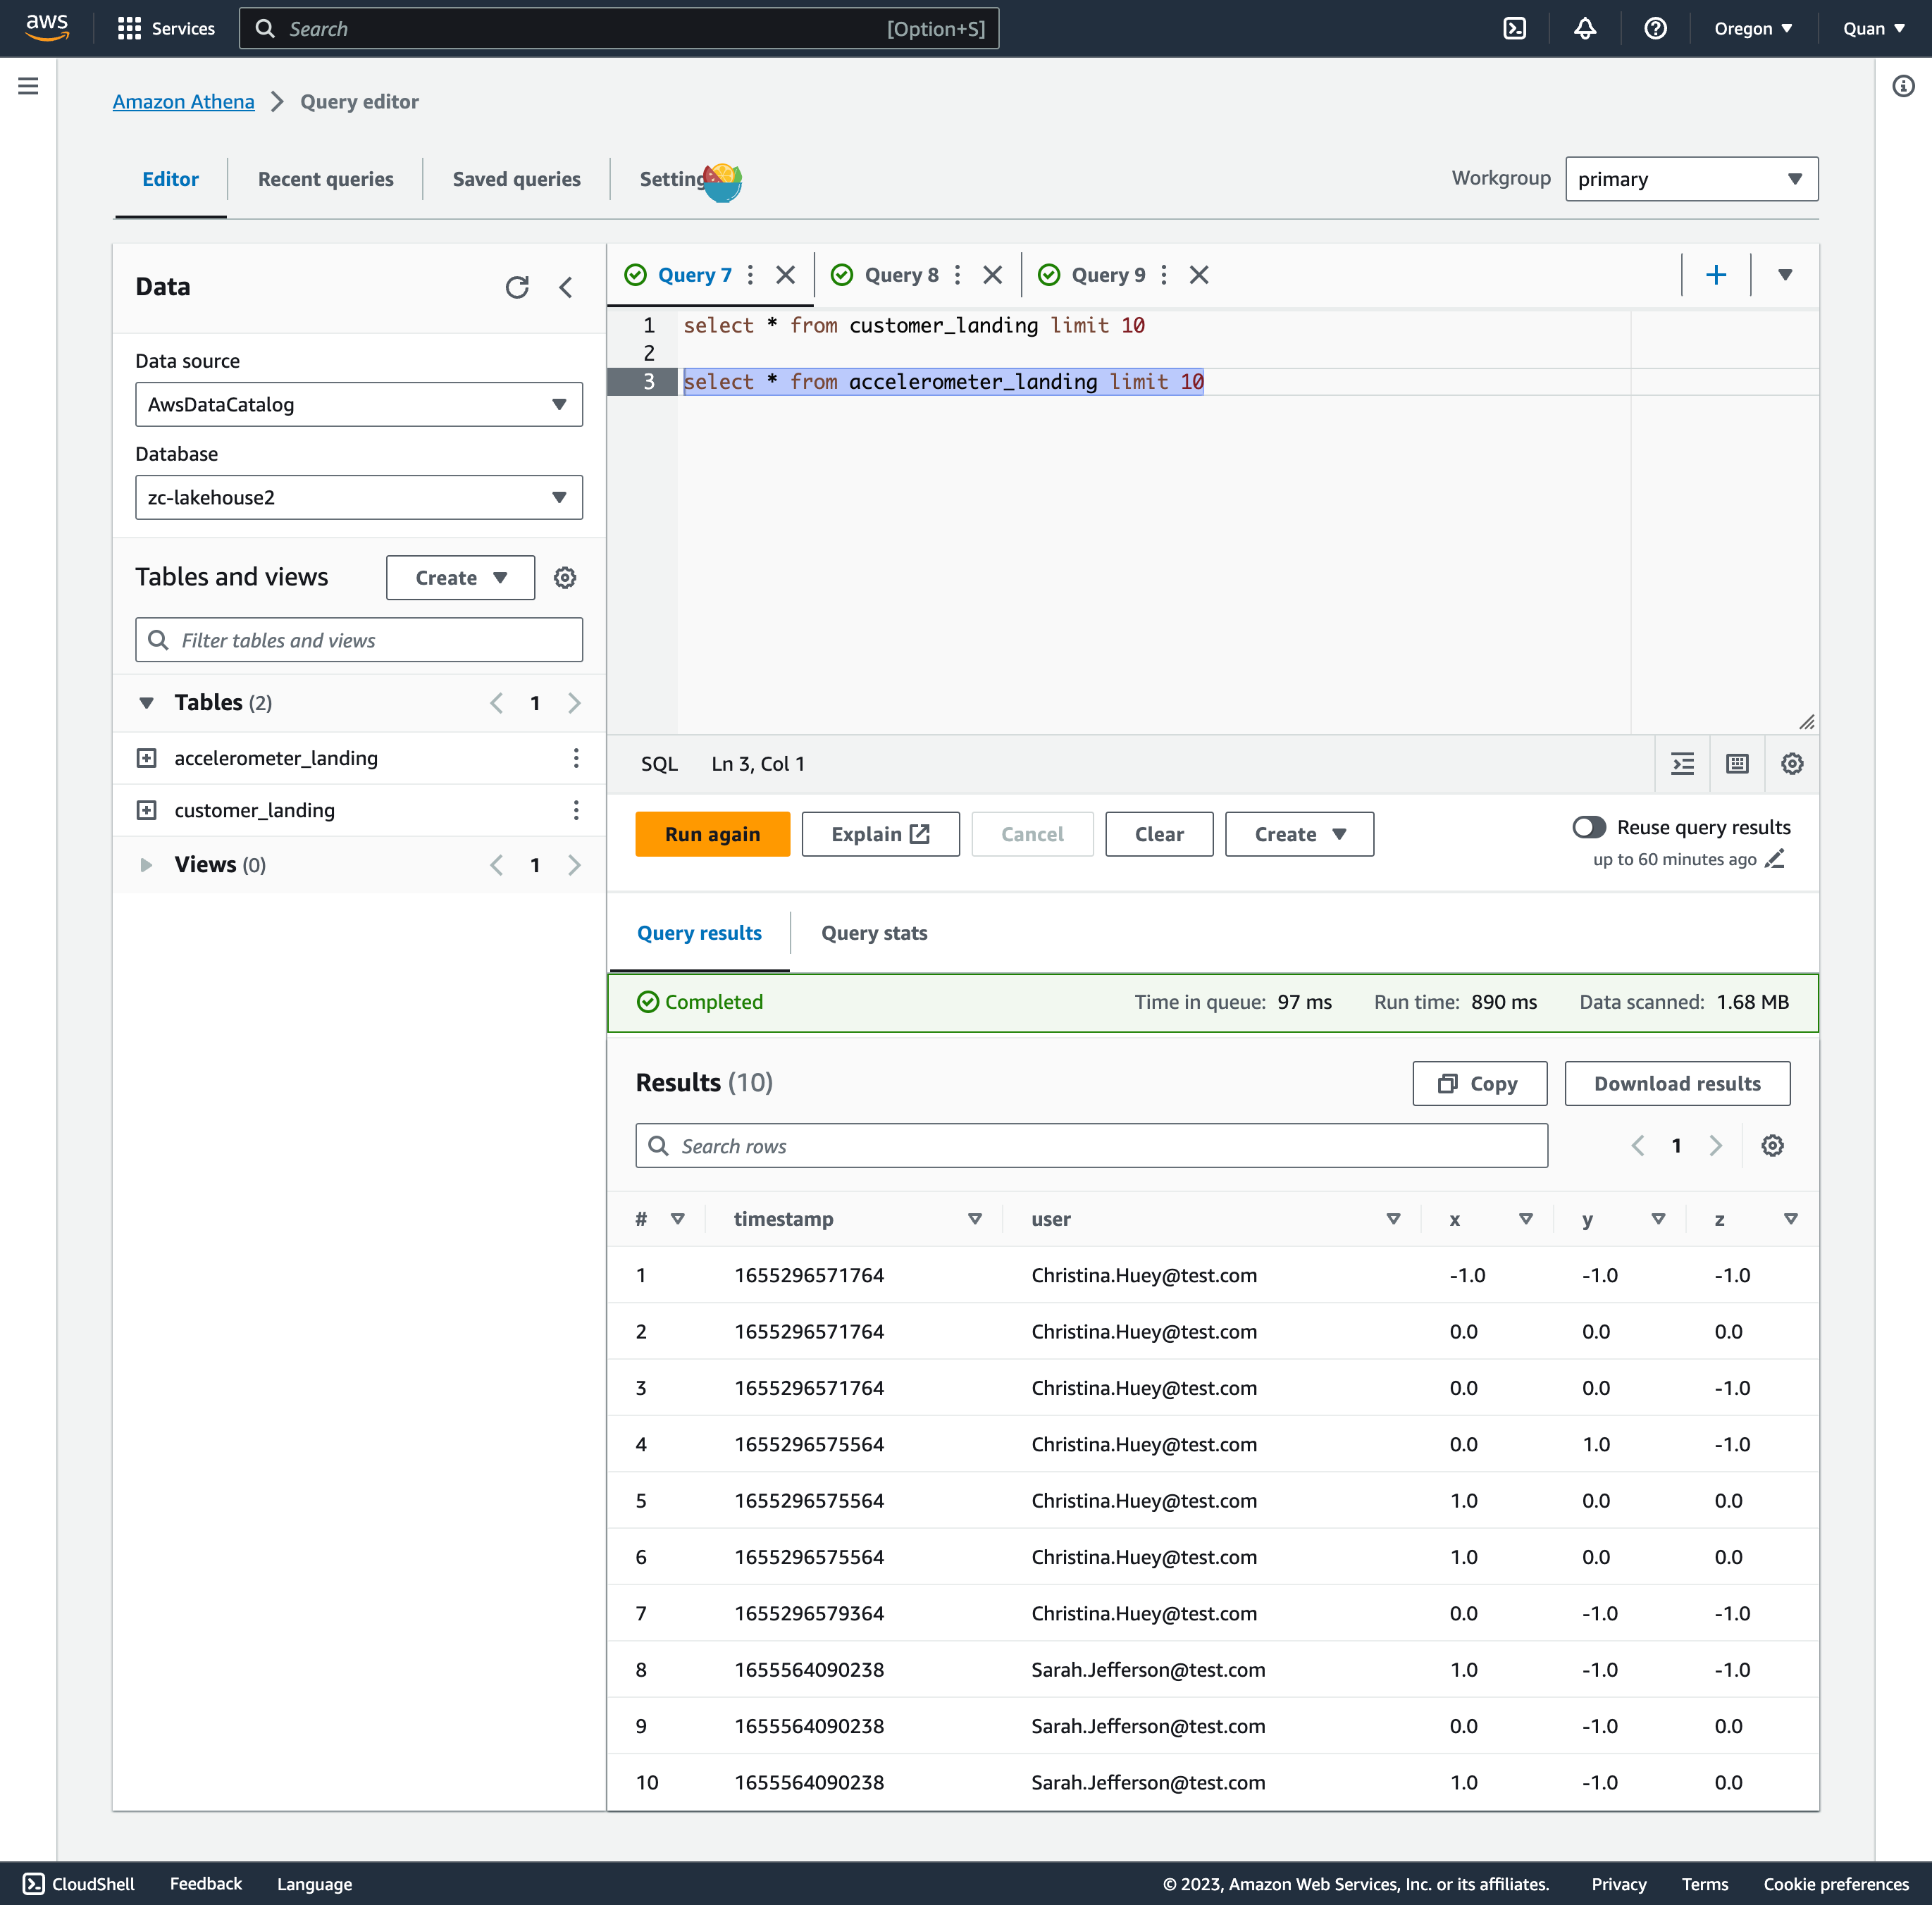 aws
Services
Search [Option+S]
Oregon
Quan
Amazon Athena Query editor
Editor
Recent queries
Saved queries
Setting
Workgroup
primary
Data
Data source
AwsDataCatalog
Database
zc-lakehouse2
Tables and views
Create
Filter tables and views
Tables (2)
1
accelerometer_landing
customer_landing
Views (0)
1
Query 7
Query 8
Query 9
1 select * from customer_landing limit 10
2
3 select * from accelerometer_landing limit 10
SQL Ln 3, Col 1
Run again
Explain
Cancel
Clear
Create
Reuse query results
up to 60 minutes ago
Query results
Query stats
Completed
Time in queue: 97 ms
Run time: 890 ms
Data scanned: 1.68 MB
Results (10)
Copy
Download results
Search rows
1
# timestamp user x y z
1 1655296571764 Christina.Huey@test.com -1.0 -1.0 -1.0
2 1655296571764 Christina.Huey@test.com 0.0 0.0 0.0
3 1655296571764 Christina.Huey@test.com 0.0 0.0 -1.0
4 1655296575564 Christina.Huey@test.com 0.0 1.0 -1.0
5 1655296575564 Christina.Huey@test.com 1.0 0.0 0.0
6 1655296575564 Christina.Huey@test.com 1.0 0.0 0.0
7 1655296579364 Christina.Huey@test.com 0.0 -1.0 -1.0
8 1655564090238 Sarah.Jefferson@test.com 1.0 -1.0 -1.0
9 1655564090238 Sarah.Jefferson@test.com 0.0 -1.0 0.0
10 1655564090238 Sarah.Jefferson@test.com 1.0 -1.0 0.0
CloudShell
Feedback
Language
© 2023, Amazon Web Services, Inc. or its affiliates.
Privacy
Terms
Cookie preferences